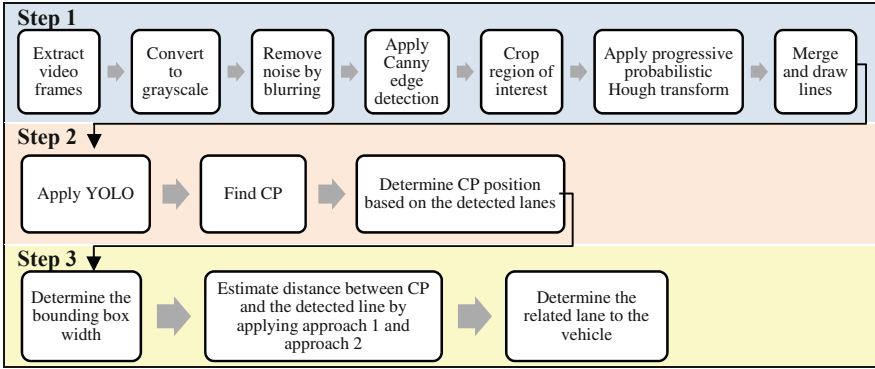 Step 1
Extract
video
frames
Convert
to
grayscale
Remove
noise by
blurring
Apply
Canny
edge
detection
Crop
region of
interest
Apply progressive
probabilistic
Hough transform
Merge
and draw
lines
Step 2
Apply YOLO
Find CP
Determine CP position
based on the detected lanes
Step 3
Determine the
bounding box
width
Estimate distance between CP
and the detected line by
applying approach 1 and
approach 2
Determine the
related lane to the
vehicle